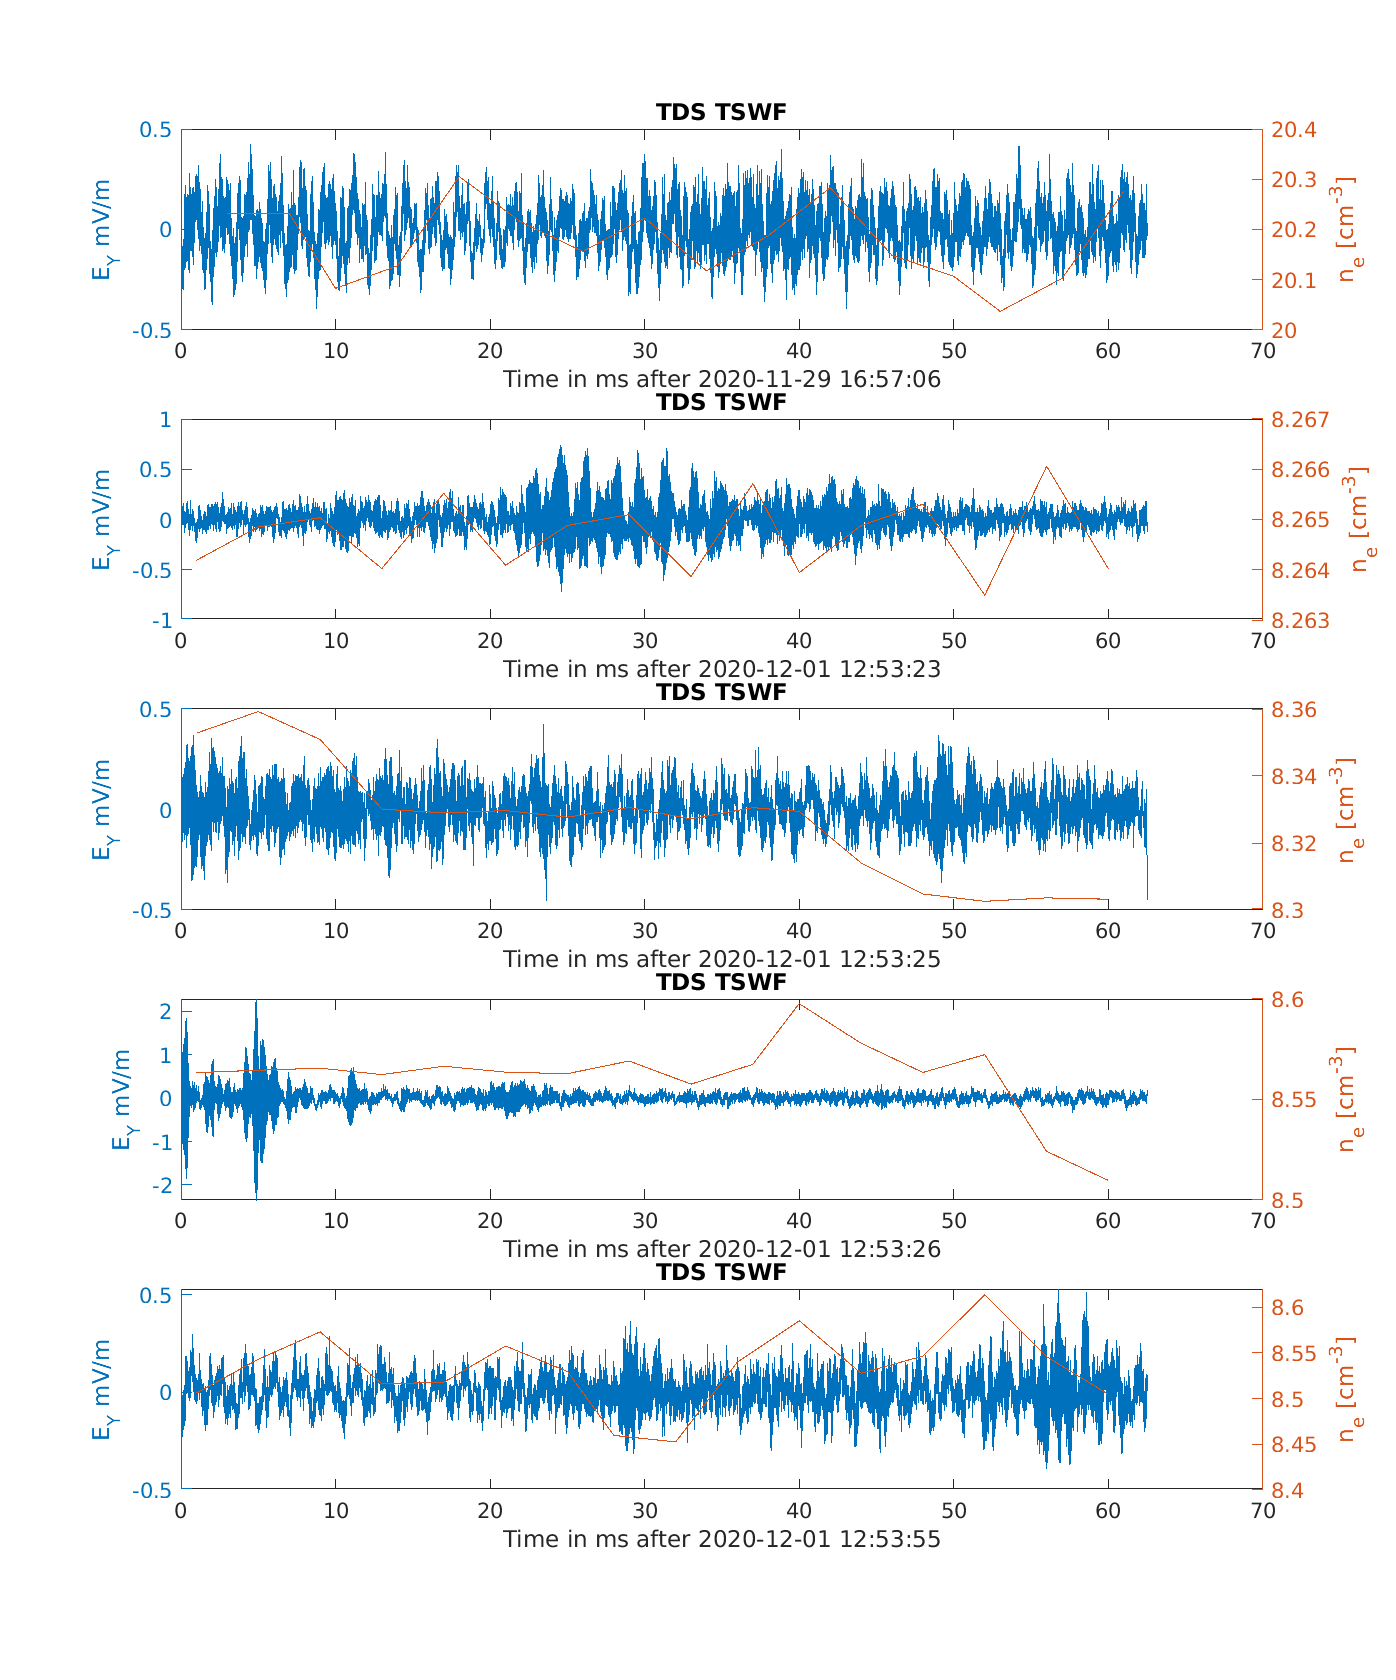 TDS TSWF
0.5 20.4
20.3
0 20.2
20.1
-0.5 20
E_Y mV/m
n_e [cm^-3]
0 10 20 30 40 50 60 70
Time in ms after 2020-11-29 16:57:06
TDS TSWF
1 8.267
0.5 8.266
0 8.265
-0.5 8.264
-1 8.263
E_Y mV/m
n_e [cm^-3]
0 10 20 30 40 50 60 70
Time in ms after 2020-12-01 12:53:23
TDS TSWF
0.5 8.36
8.34
0
8.32
-0.5 8.3
E_Y mV/m
n_e [cm^-3]
0 10 20 30 40 50 60 70
Time in ms after 2020-12-01 12:53:25
TDS TSWF
8.6
2
1
0 8.55
-1
-2
8.5
E_Y mV/m
n_e [cm^-3]
0 10 20 30 40 50 60 70
Time in ms after 2020-12-01 12:53:26
TDS TSWF
0.5 8.6
8.55
0 8.5
8.45
-0.5 8.4
E_Y mV/m
n_e [cm^-3]
0 10 20 30 40 50 60 70
Time in ms after 2020-12-01 12:53:55